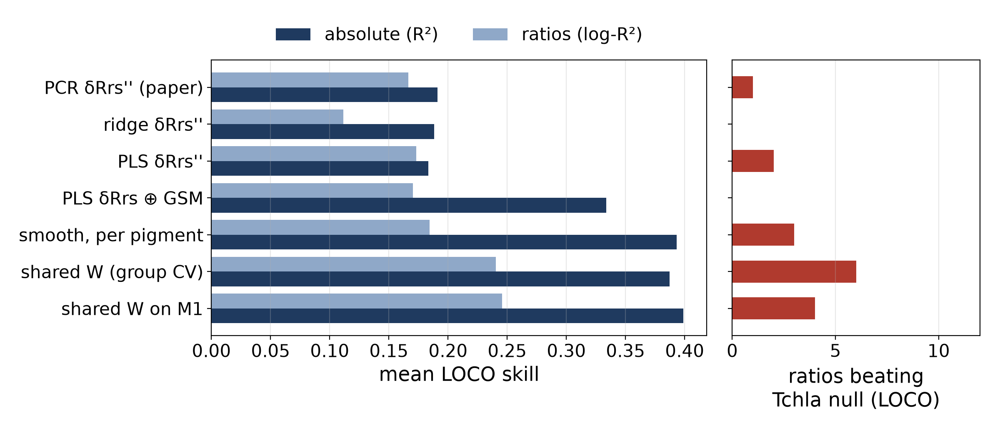 absolute (R²)
ratios (log-R²)
PCR δRrs'' (paper)
ridge δRrs''
PLS δRrs''
PLS δRrs ⊕ GSM
smooth, per pigment
shared W (group CV)
shared W on M1
0.00 0.05 0.10 0.15 0.20 0.25 0.30 0.35 0.40
mean LOCO skill
0 5 10
ratios beating
Tchla null (LOCO)